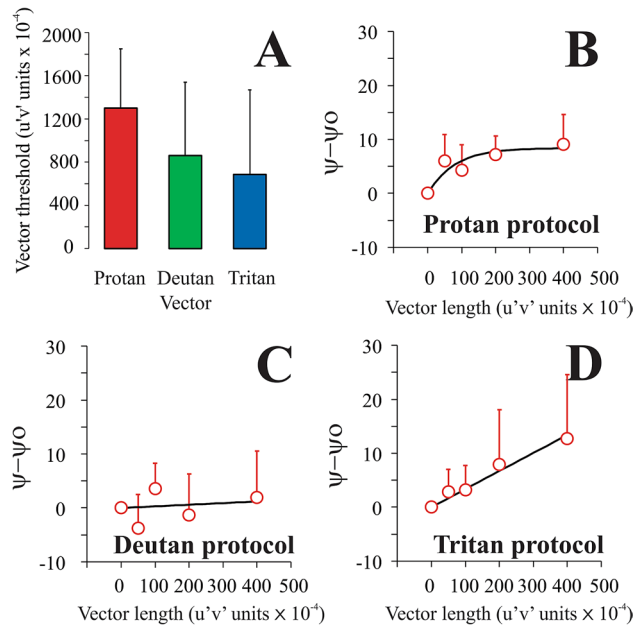 A
Vector threshold (u'v' units x 10⁻⁴)
2000
1600
1200
800
400
0
Protan Deutan Tritan
Vector
B
ψ–ψo
30
20
10
0
-10
Protan protocol
0 100 200 300 400 500
Vector length (u'v' units × 10⁻⁴)
C
ψ–ψo
30
20
10
0
-10
Deutan protocol
0 100 200 300 400 500
Vector length (u'v' units × 10⁻⁴)
D
ψ–ψo
30
20
10
0
-10
Tritan protocol
0 100 200 300 400 500
Vector length (u'v' units × 10⁻⁴)